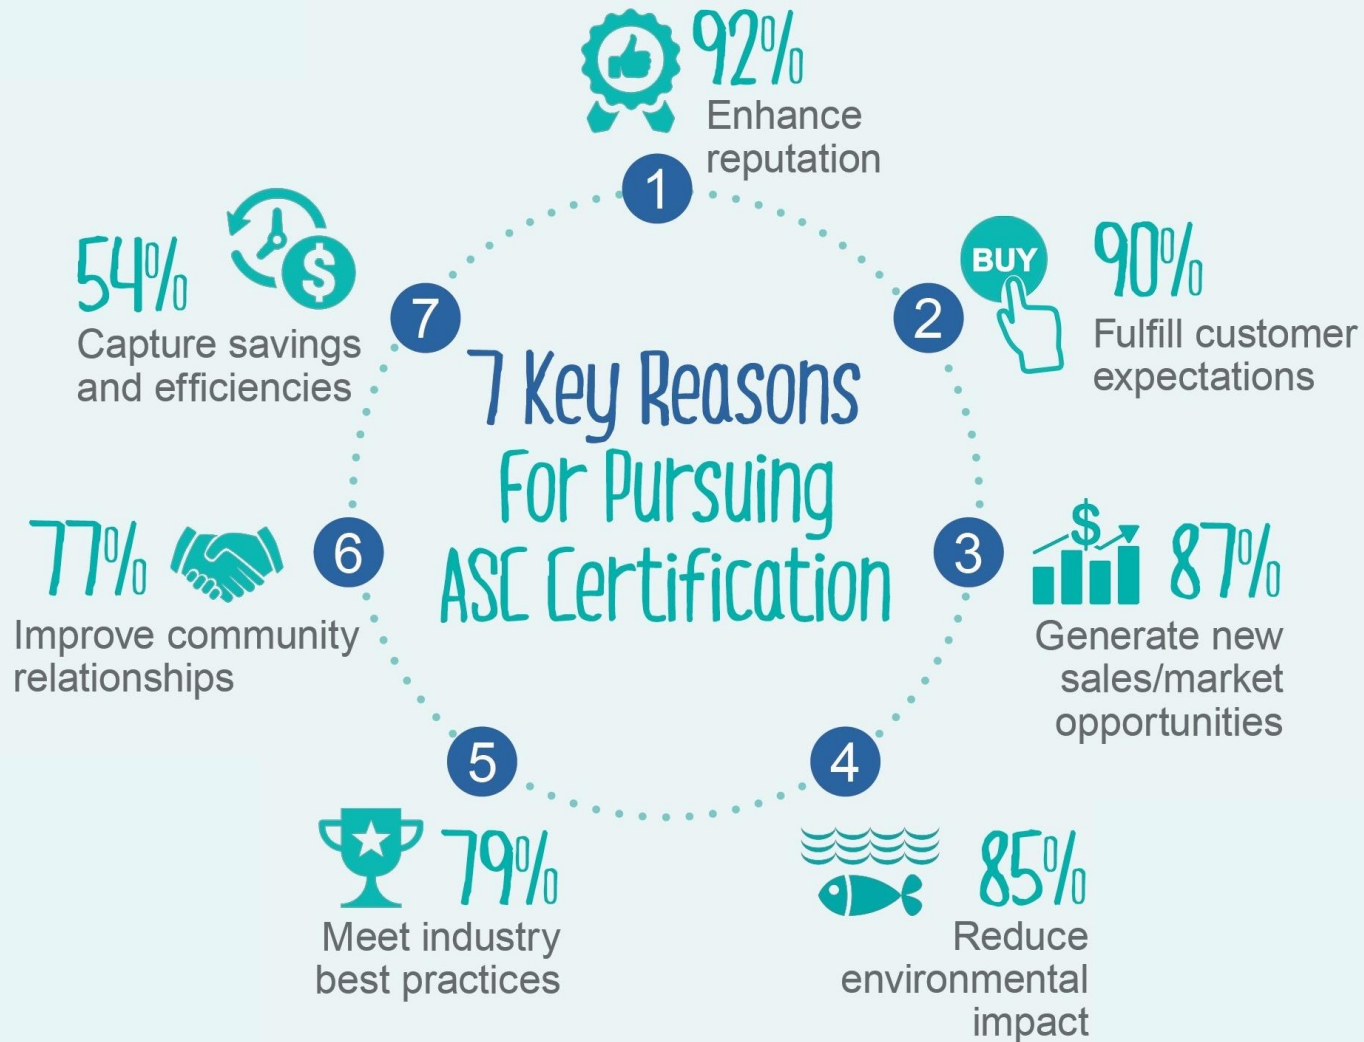 7 Key Reasons
For Pursuing
ASC Certification
1
92%
Enhance
reputation
2
BUY
90%
Fulfill customer
expectations
3
$
87%
Generate new
sales/market
opportunities
4
85%
Reduce
environmental
impact
5
79%
Meet industry
best practices
6
77%
Improve community
relationships
7
54%
$
Capture savings
and efficiencies